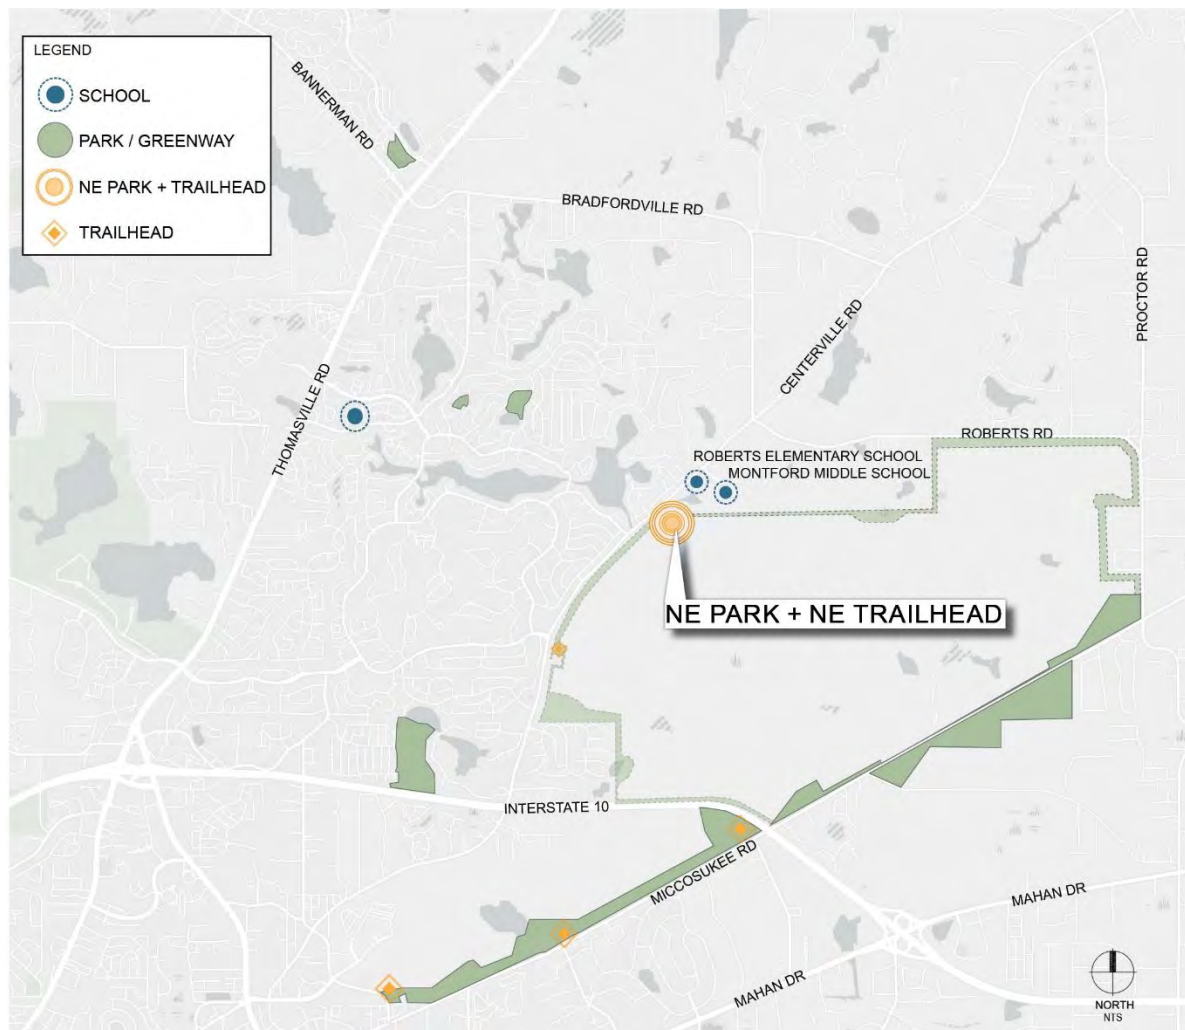 LEGEND
SCHOOL
PARK / GREENWAY
NE PARK + TRAILHEAD
TRAILHEAD
BANNERMAN RD
BRADFORDVILLE RD
PROCTOR RD
CENTERVILLE RD
THOMASVILLE RD
ROBERTS RD
ROBERTS ELEMENTARY SCHOOL
MONTFORD MIDDLE SCHOOL
NE PARK + NE TRAILHEAD
INTERSTATE 10
MICCOSUKEE RD
MAHAN DR
MAHAN DR
NORTH
NTS